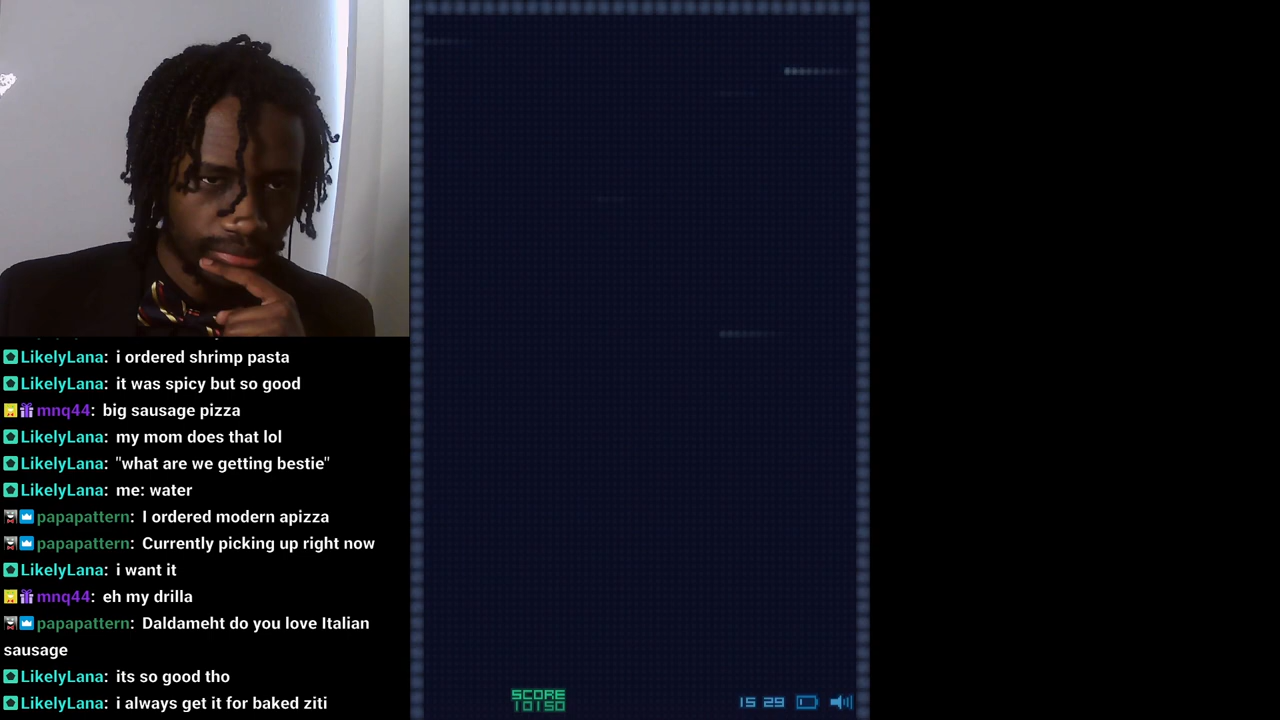 LikelyLana: i ordered shrimp pasta
LikelyLana: it was spicy but so good
mnq44: big sausage pizza
LikelyLana: my mom does that lol
LikelyLana: "what are we getting bestie"
LikelyLana: me: water
papapattern: I ordered modern apizza
papapattern: Currently picking up right now
LikelyLana: i want it
mnq44: eh my drilla
papapattern: Daldameht do you love Italian
sausage
LikelyLana: its so good tho
LikelyLana: i always get it for baked ziti
SCORE
10150
15 29